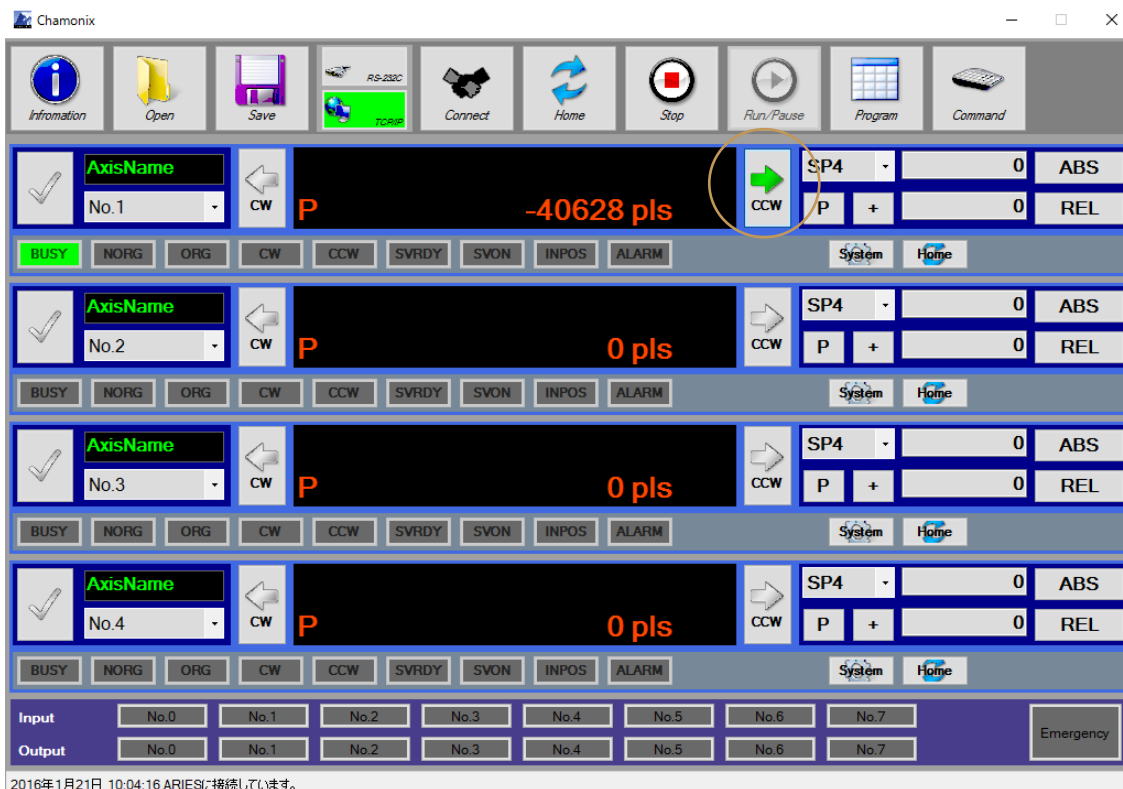 Chamonix
Infromation Open Save RS-232C TCP/IP Connect Home Stop Run/Pause Program Command
AxisName CW P -40628 pls CCW SP4 0 ABS
No.1 P + 0 REL
BUSY NORG ORG CW CCW SVRDY SVON INPOS ALARM System Home
AxisName CW P 0 pls CCW SP4 0 ABS
No.2 P + 0 REL
BUSY NORG ORG CW CCW SVRDY SVON INPOS ALARM System Home
AxisName CW P 0 pls CCW SP4 0 ABS
No.3 P + 0 REL
BUSY NORG ORG CW CCW SVRDY SVON INPOS ALARM System Home
AxisName CW P 0 pls CCW SP4 0 ABS
No.4 P + 0 REL
BUSY NORG ORG CW CCW SVRDY SVON INPOS ALARM System Home
Input No.0 No.1 No.2 No.3 No.4 No.5 No.6 No.7
Output No.0 No.1 No.2 No.3 No.4 No.5 No.6 No.7 Emergency
2016年1月21日 10:04:16 ARIESに接続しています。